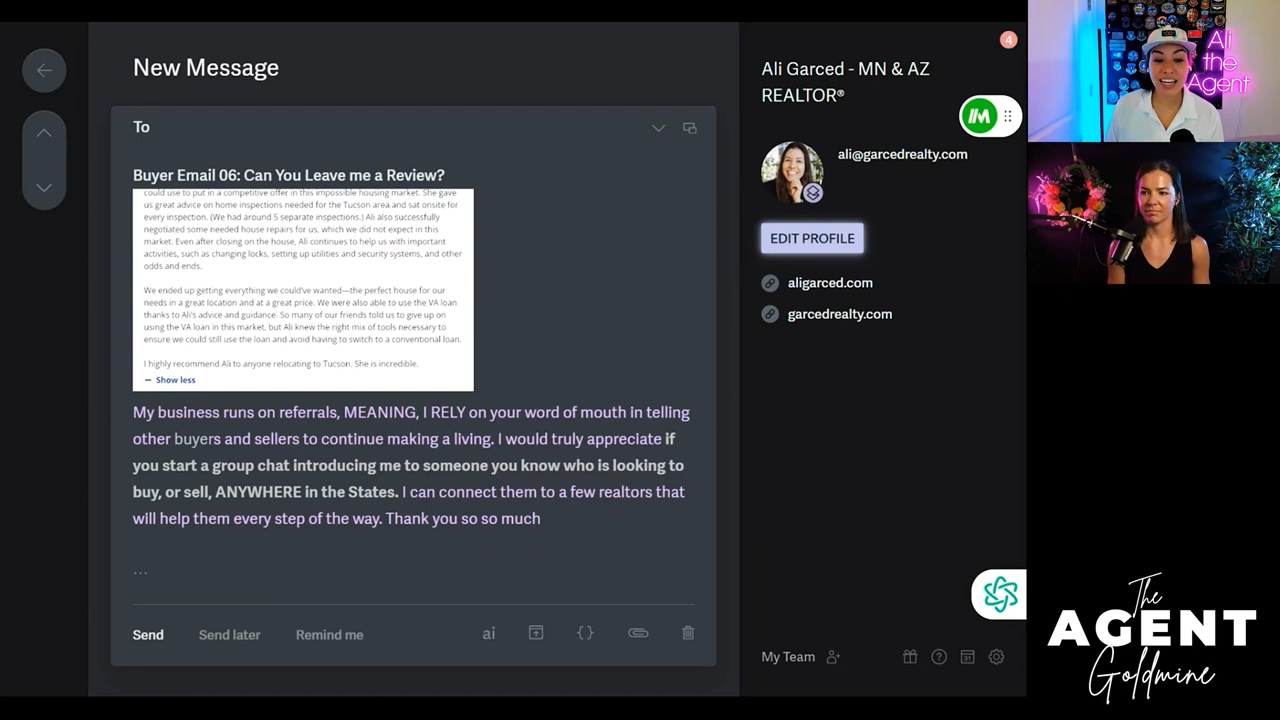 New Message
To
Buyer Email 06: Can You Leave me a Review?
could use to put in a competitive offer in this impossible housing market. She gave
us great advice on home inspections needed for the Tucson area and sat onsite for
every inspection. (We had around 5 separate inspections.) Ali also successfully
negotiated some needed house repairs for us, which we did not expect in this
market. Even after closing on the house, Ali continues to help us with important
activities, such as changing locks, setting up utilities and security systems, and other
odds and ends.
We ended up getting everything we could've wanted—the perfect house for our
needs in a great location and at a great price. We were also able to use the VA loan
thanks to Ali's advice and guidance. So many of our friends told us to give up on
using the VA loan in this market, but Ali knew the right mix of tools necessary to
ensure we could still use the loan and avoid having to switch to a conventional loan.
I highly recommend Ali to anyone relocating to Tucson. She is incredible.
— Show less
My business runs on referrals, MEANING, I RELY on your word of mouth in telling
other buyers and sellers to continue making a living. I would truly appreciate if
you start a group chat introducing me to someone you know who is looking to
buy, or sell, ANYWHERE in the States. I can connect them to a few realtors that
will help them every step of the way. Thank you so so much
...
Send
Send later
Remind me
ai
{}
4
Ali Garced - MN & AZ
REALTOR®
IM
ali@garcedrealty.com
EDIT PROFILE
aligarced.com
garcedrealty.com
My Team
31
Ali
the
Agent
The
AGENT
Goldmine